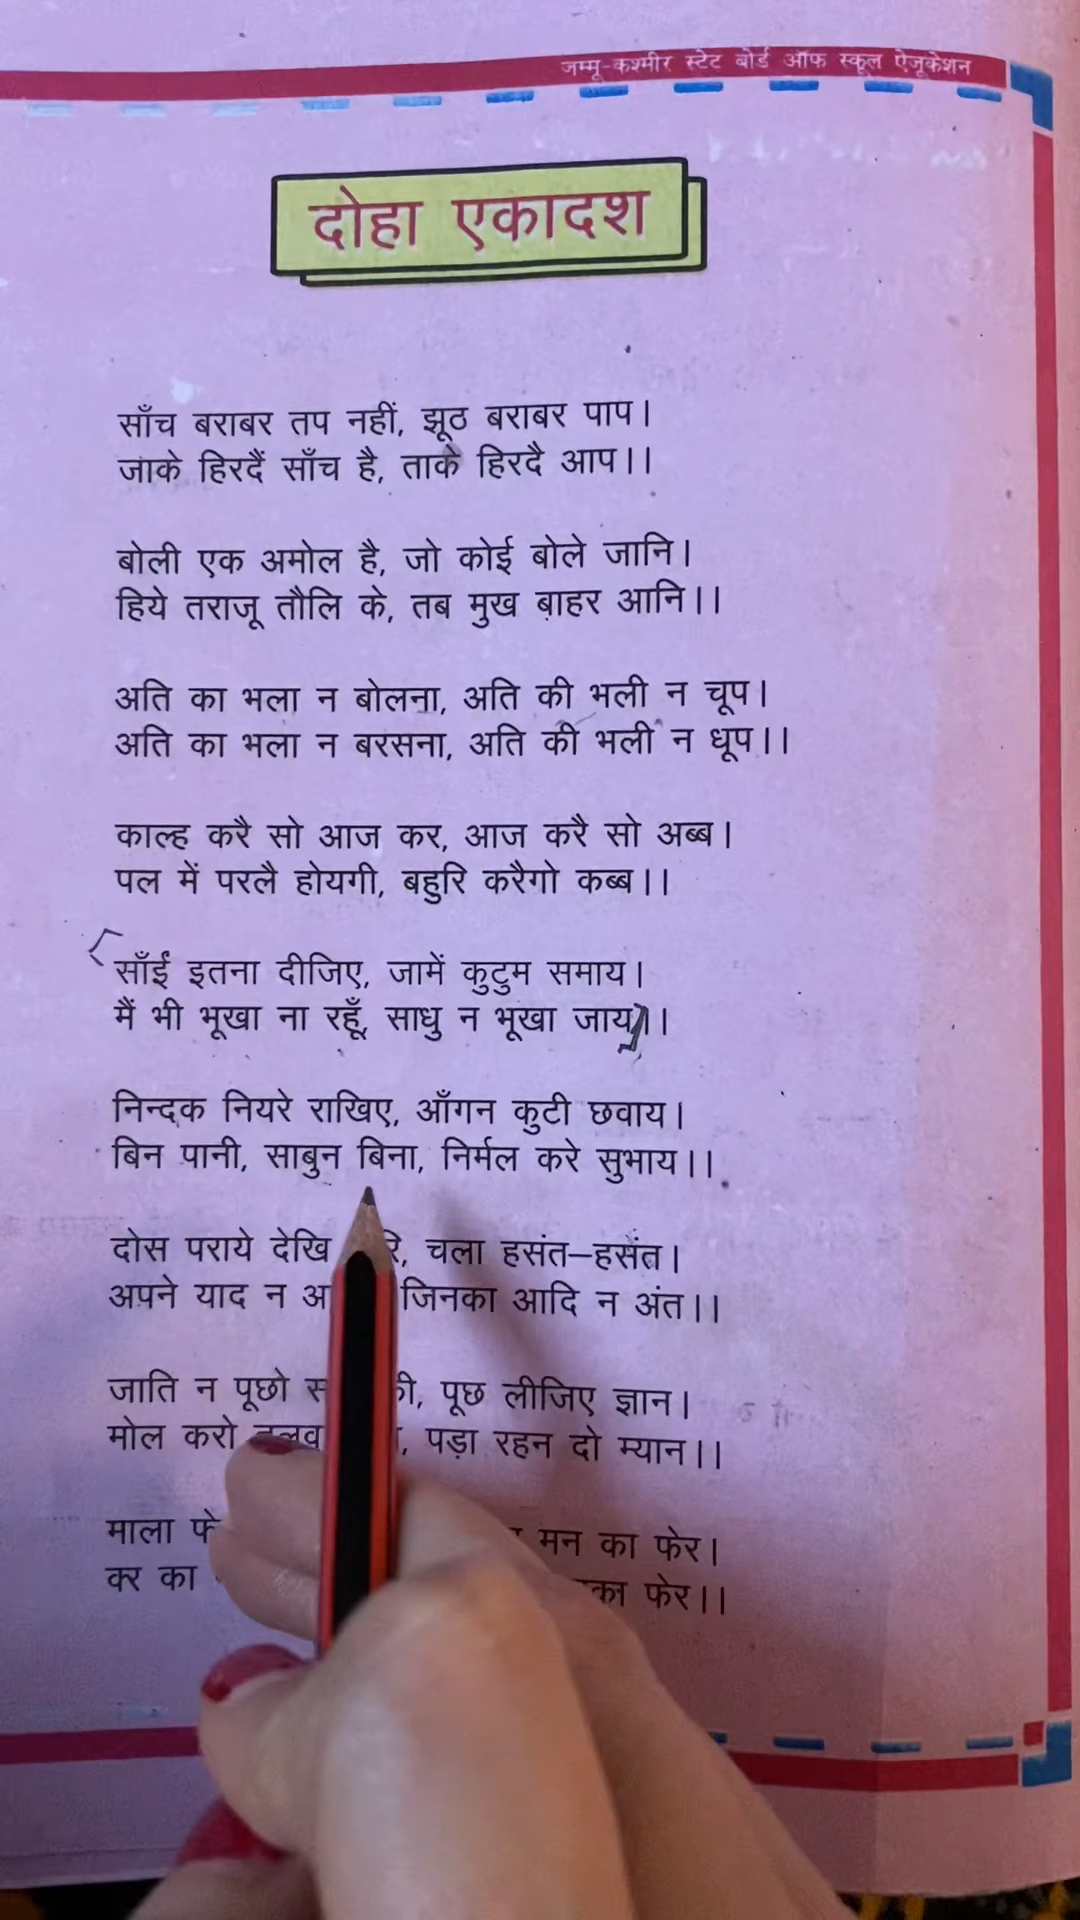 जम्मू-कश्मीर स्टेट बोर्ड ऑफ स्कूल ऐजूकेशन
दोहा एकादश
साँच बराबर तप नहीं, झूठ बराबर पाप।
जाके हिरदैं साँच है, ताके हिरदै आप।।
बोली एक अमोल है, जो कोई बोले जानि।
हिये तराजू तौलि के, तब मुख बाहर आनि।।
अति का भला न बोलना, अति की भली न चूप।
अति का भला न बरसना, अति की भली न धूप।।
काल्ह करै सो आज कर, आज करै सो अब्ब।
पल में परलै होयगी, बहुरि करैगो कब्ब।।
साँईं इतना दीजिए, जामें कुटुम समाय।
मैं भी भूखा ना रहूँ, साधु न भूखा जाय।।
निन्दक नियरे राखिए, आँगन कुटी छवाय।
बिन पानी, साबुन बिना, निर्मल करे सुभाय।।
दोस पराये देखि चला हसंत–हसंत।
अपने याद न जिनका आदि न अंत।।
जाति न पूछो पूछ लीजिए ज्ञान।
मोल करो पड़ा रहन दो म्यान।।
माला मन का फेर।
कर का फेर।।